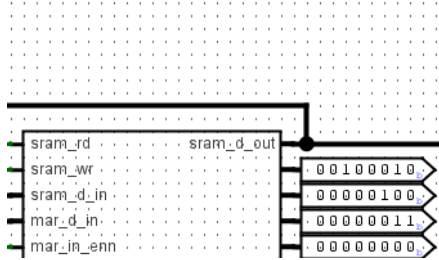 sram_rd sram_d_out
sram_wr 00100010
sram_d_in 00000100
mar_d_in 00000011
mar_in_enn 00000000